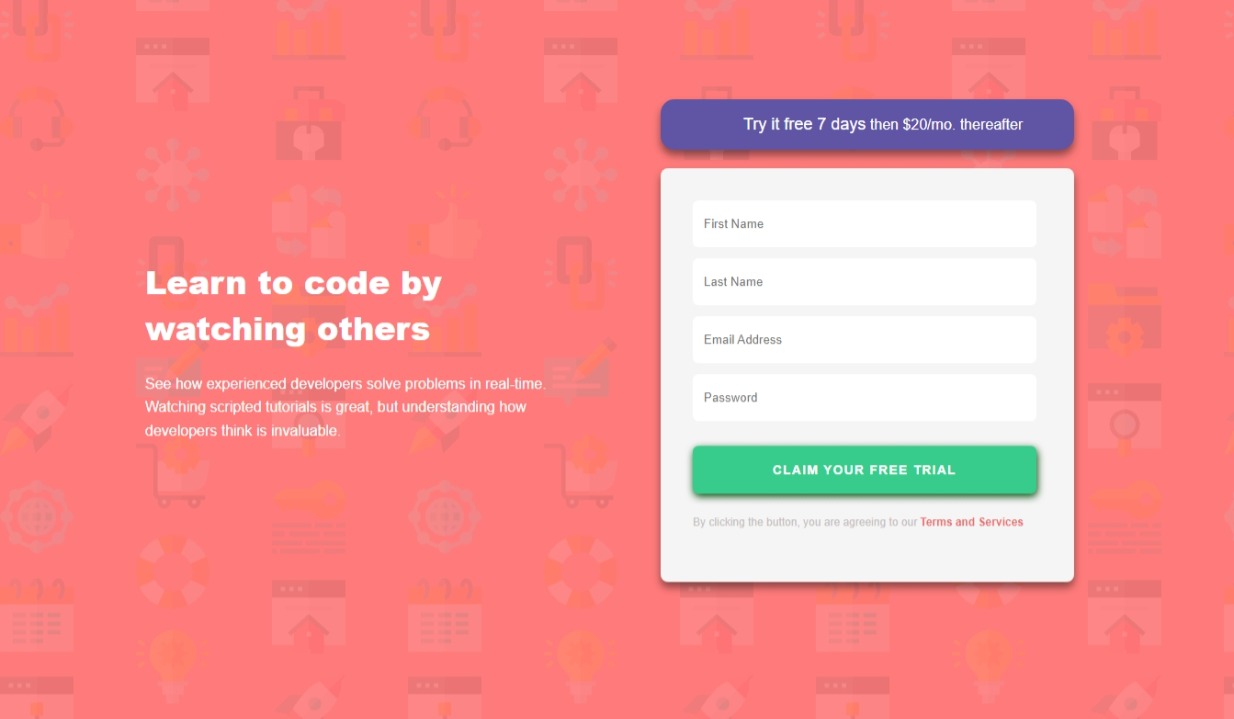 Try it free 7 days then $20/mo. thereafter
First Name
Last Name
Email Address
Password
Learn to code by
watching others
See how experienced developers solve problems in real-time.
Watching scripted tutorials is great, but understanding how
developers think is invaluable.
CLAIM YOUR FREE TRIAL
By clicking the button, you are agreeing to our Terms and Services